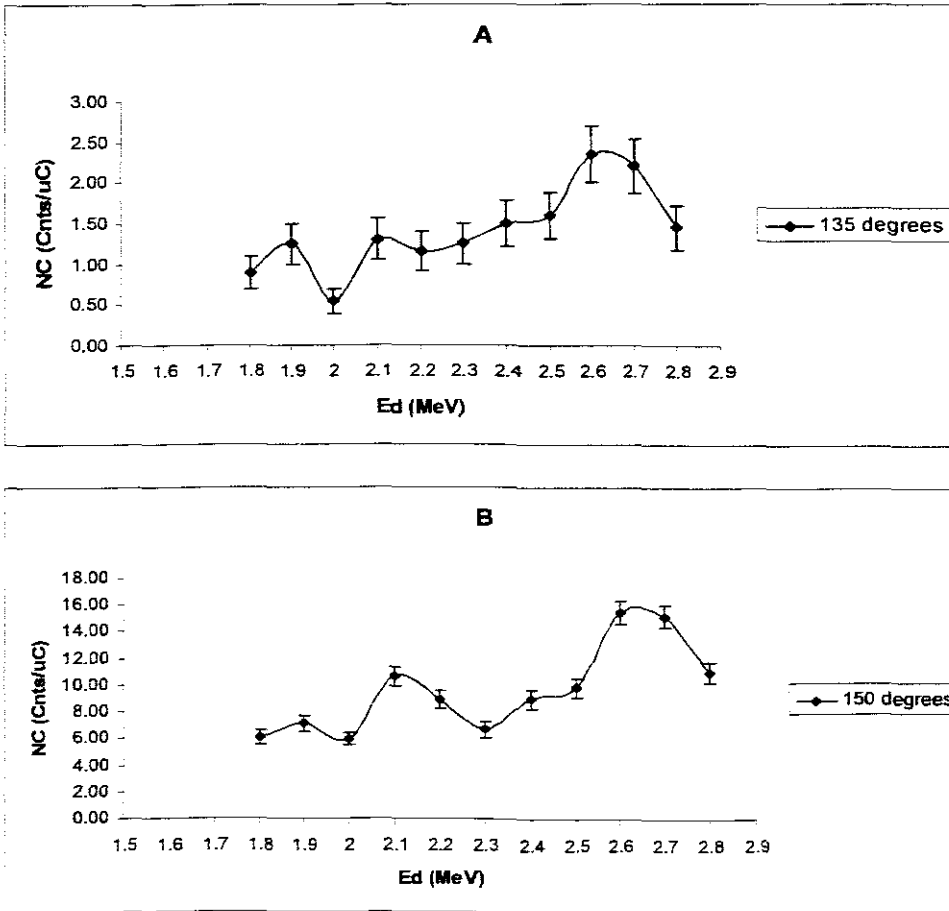 A
3.00
2.50
2.00
1.50
1.00
0.50
0.00
NC (Cnts/uC)
1.5 1.6 1.7 1.8 1.9 2 2.1 2.2 2.3 2.4 2.5 2.6 2.7 2.8 2.9
Ed (MeV)
135 degrees
B
18.00
16.00
14.00
12.00
10.00
8.00
6.00
4.00
2.00
0.00
NC (Cnts/uC)
1.5 1.6 1.7 1.8 1.9 2 2.1 2.2 2.3 2.4 2.5 2.6 2.7 2.8 2.9
Ed (MeV)
150 degrees